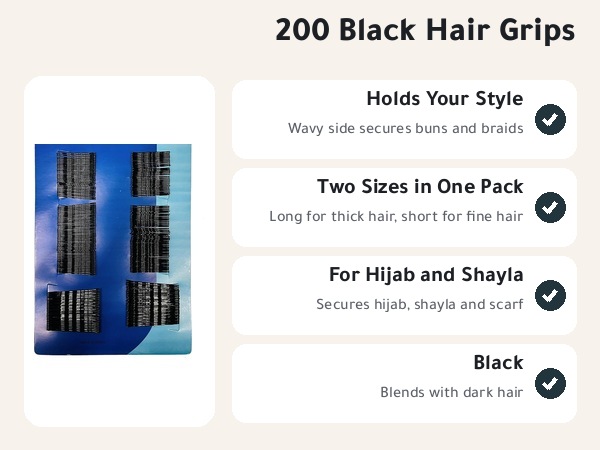 200 Black Hair Grips
Holds Your Style
Wavy side secures buns and braids
Two Sizes in One Pack
Long for thick hair, short for fine hair
For Hijab and Shayla
Secures hijab, shayla and scarf
Black
Blends with dark hair